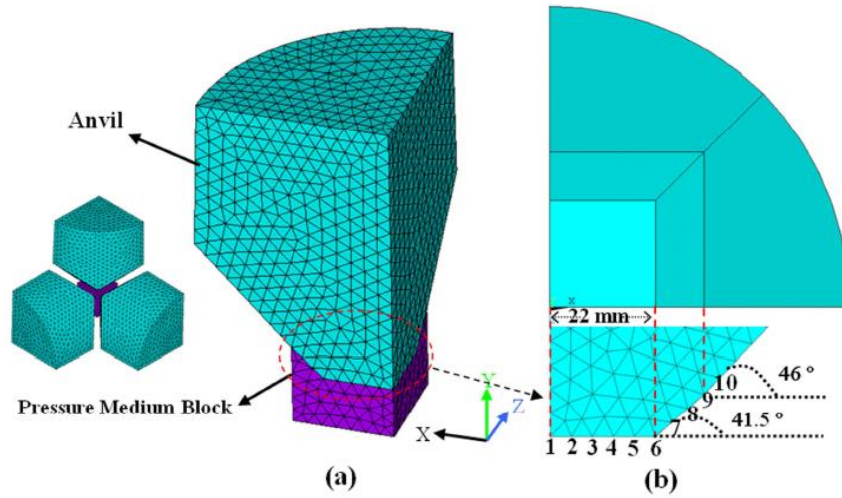 Anvil
Pressure Medium Block
Y
Z
X
(a)
x
22 mm
10
46 °
9
8
41.5 °
7
1 2 3 4 5 6
(b)